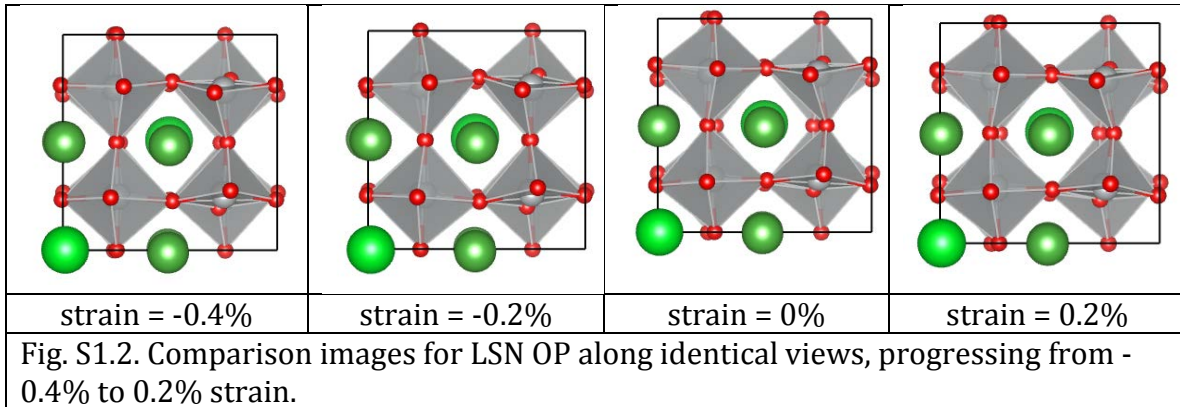 strain = -0.4% strain = -0.2% strain = 0% strain = 0.2%
Fig. S1.2. Comparison images for LSN OP along identical views, progressing from -
0.4% to 0.2% strain.